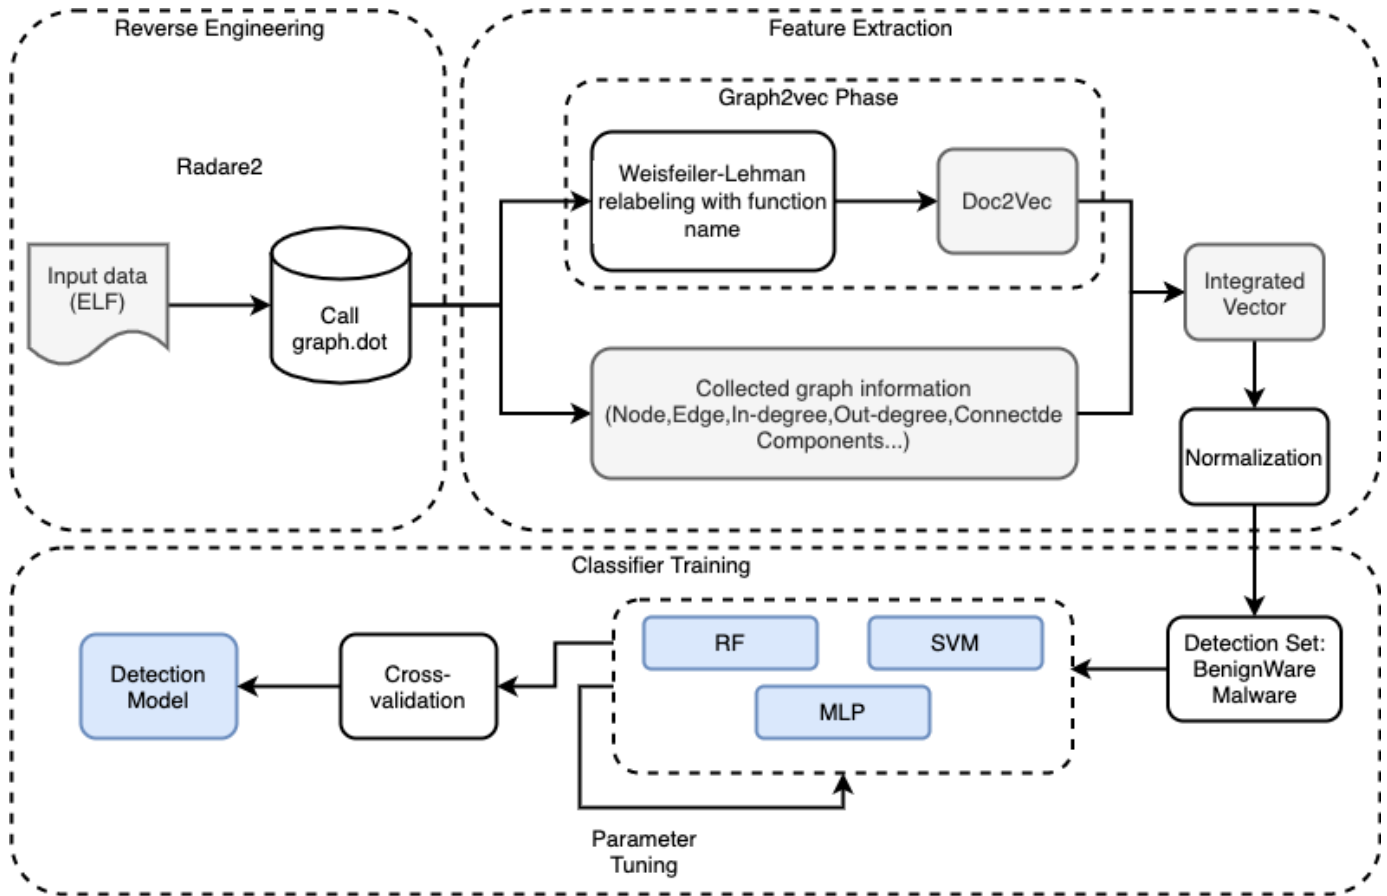 Reverse Engineering
Radare2
Input data
(ELF)
Call
graph.dot
Feature Extraction
Graph2vec Phase
Weisfeiler-Lehman
relabeling with function
name
Doc2Vec
Collected graph information
(Node,Edge,In-degree,Out-degree,Connectde
Components...)
Integrated
Vector
Normalization
Classifier Training
Detection Set:
BenignWare
Malware
RF
SVM
MLP
Parameter
Tuning
Cross-
validation
Detection
Model